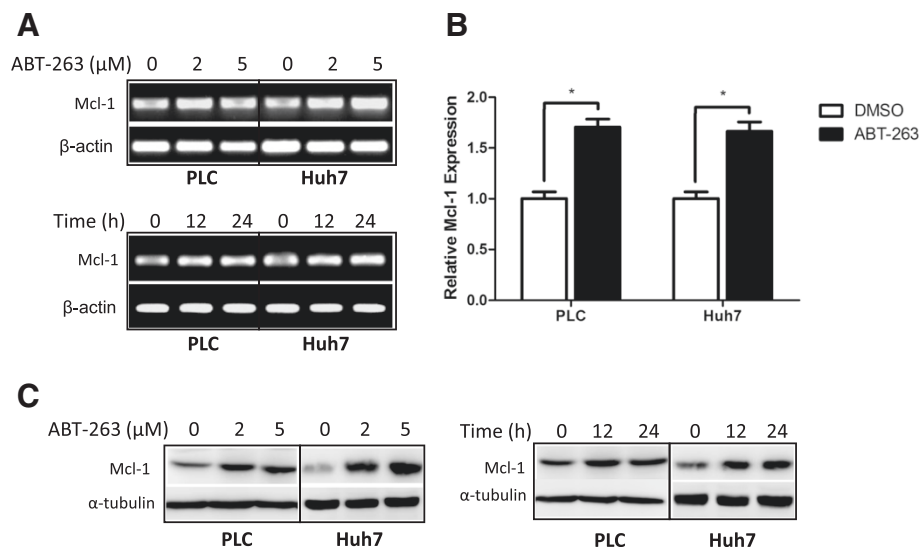 A
ABT-263 (μM) 0 2 5 0 2 5
Mcl-1
β-actin
PLC Huh7
Time (h) 0 12 24 0 12 24
Mcl-1
β-actin
PLC Huh7
B
Relative Mcl-1 Expression
2.0
1.5
1.0
0.5
0.0
* *
PLC Huh7
DMSO
ABT-263
C
ABT-263 (μM) 0 2 5 0 2 5
Mcl-1
α-tubulin
PLC Huh7
Time (h) 0 12 24 0 12 24
Mcl-1
α-tubulin
PLC Huh7